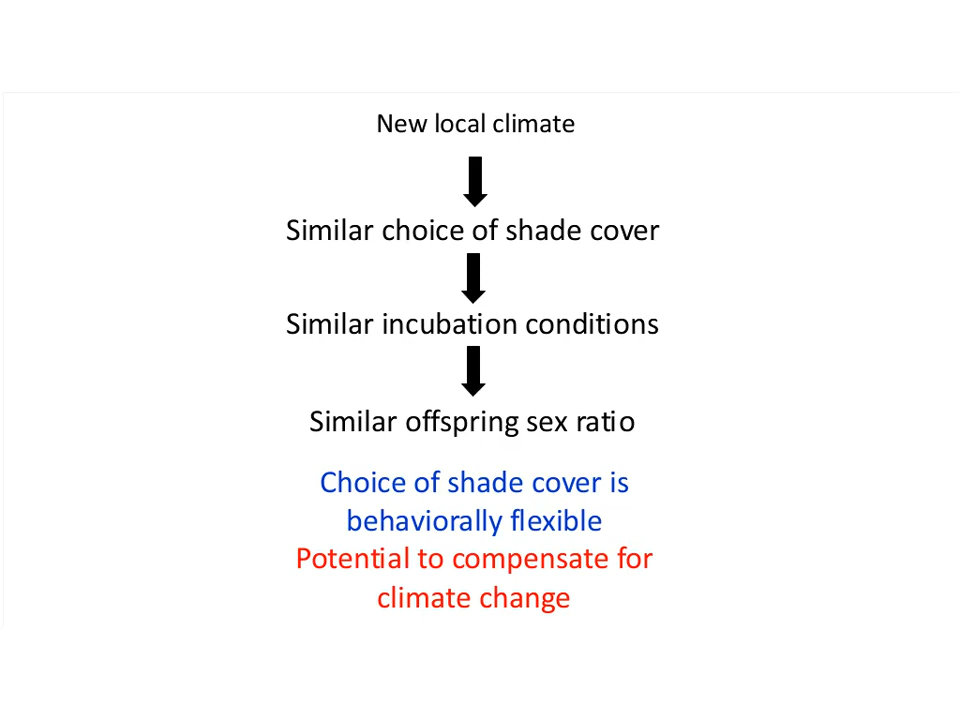 New local climate
Similar choice of shade cover
Similar incubation conditions
Similar offspring sex ratio
Choice of shade cover is
behaviorally flexible
Potential to compensate for
climate change